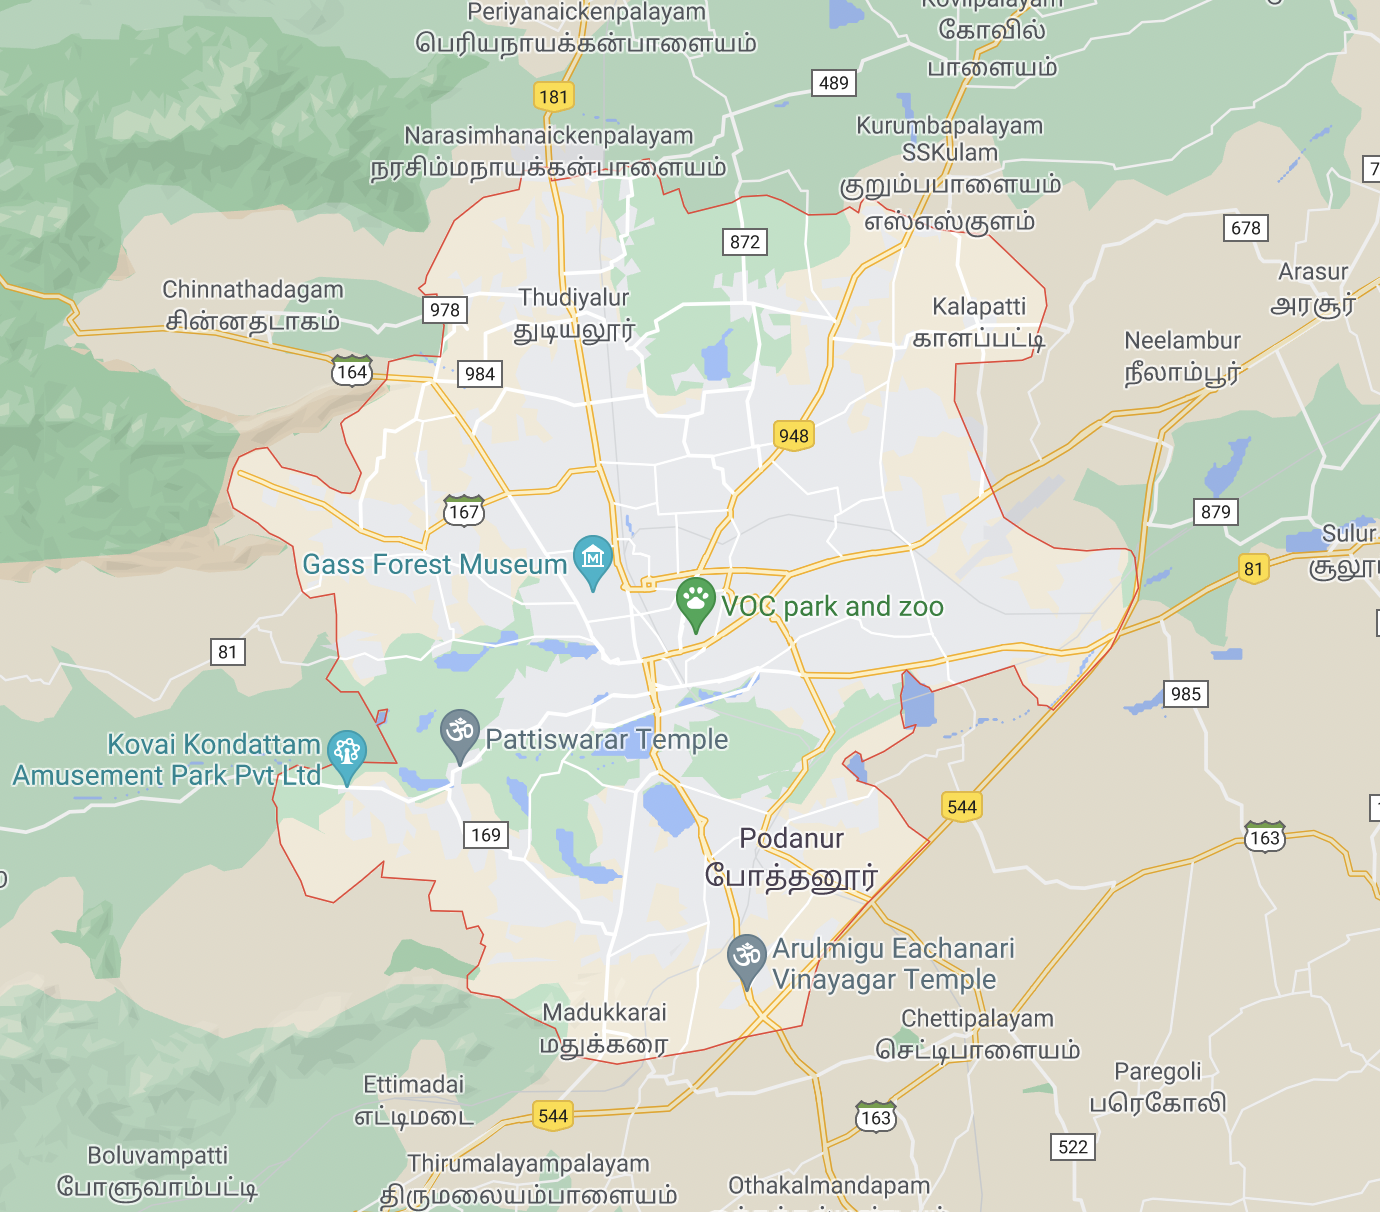 Periyanaickenpalayam
பெரியநாயக்கன்பாளையம்
கோவில்
பாளையம்
489
181
Narasimhanaickenpalayam
நரசிம்மநாயக்கன்பாளையம்
Kurumbapalayam
SSKulam
குறும்பபாளையம்
எஸ்எஸ்குளம்
872
678
Arasur
அரசூர்
Chinnathadagam
சின்னதடாகம்
978
Thudiyalur
துடியலூர்
Kalapatti
காளப்பட்டி
Neelambur
நீலாம்பூர்
164
984
948
167
879
Sulur
81
Gass Forest Museum
VOC park and zoo
81
985
Pattiswarar Temple
Kovai Kondattam
Amusement Park Pvt Ltd
169
544
163
Podanur
போத்தனூர்
Arulmigu Eachanari
Vinayagar Temple
Madukkarai
மதுக்கரை
Chettipalayam
செட்டிபாளையம்
Ettimadai
எட்டிமடை
544
163
Paregoli
பரெகோலி
522
Boluvampatti
போளுவாம்பட்டி
Thirumalayampalayam
திருமலையம்பாளையம்
Othakalmandapam